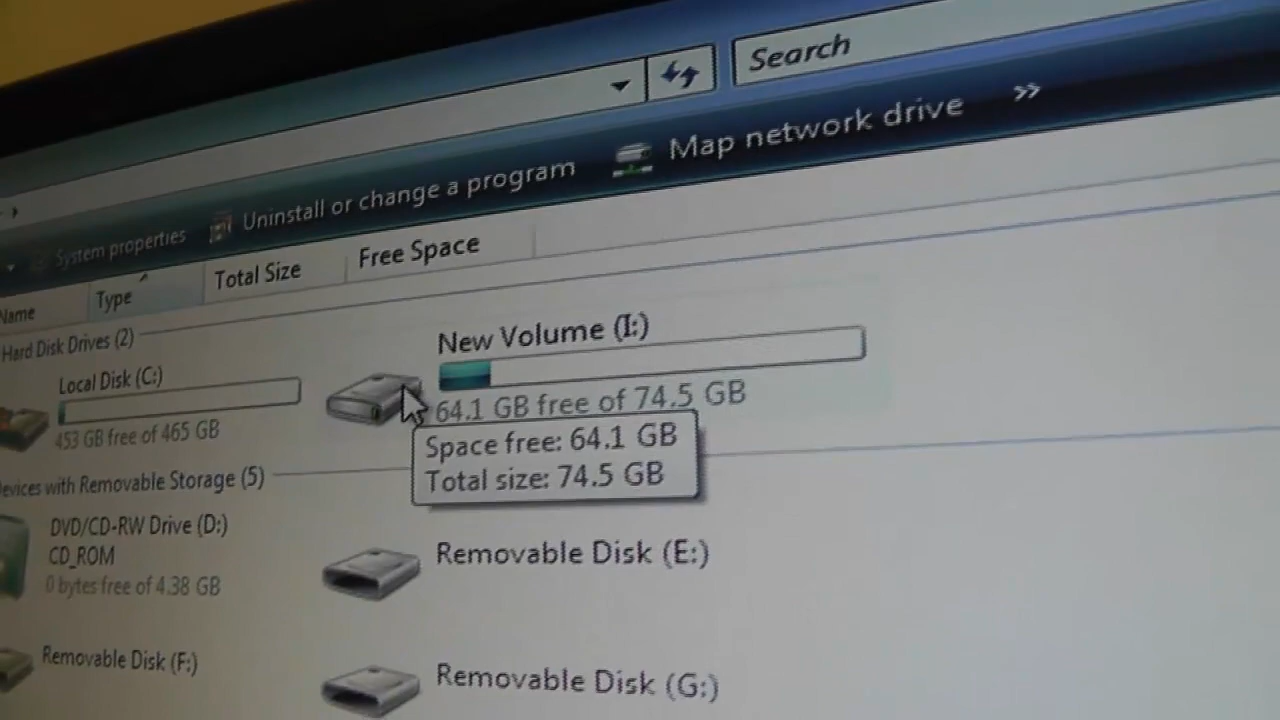 Search
System properties
Uninstall or change a program
Map network drive
»
Name
Type
Total Size
Free Space
Hard Disk Drives (2)
Local Disk (C:)
453 GB free of 465 GB
New Volume (I:)
64.1 GB free of 74.5 GB
Space free: 64.1 GB
Total size: 74.5 GB
Devices with Removable Storage (5)
DVD/CD-RW Drive (D:)
CD_ROM
0 bytes free of 4.38 GB
Removable Disk (E:)
Removable Disk (F:)
Removable Disk (G:)